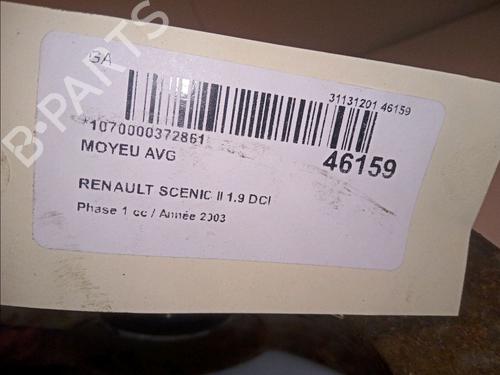 GA
31131201 46159
*1070000372861
46159
MOYEU AVG
RENAULT SCENIC II 1.9 DCI
Phase 1 cc / Année 2003
B-PARTS